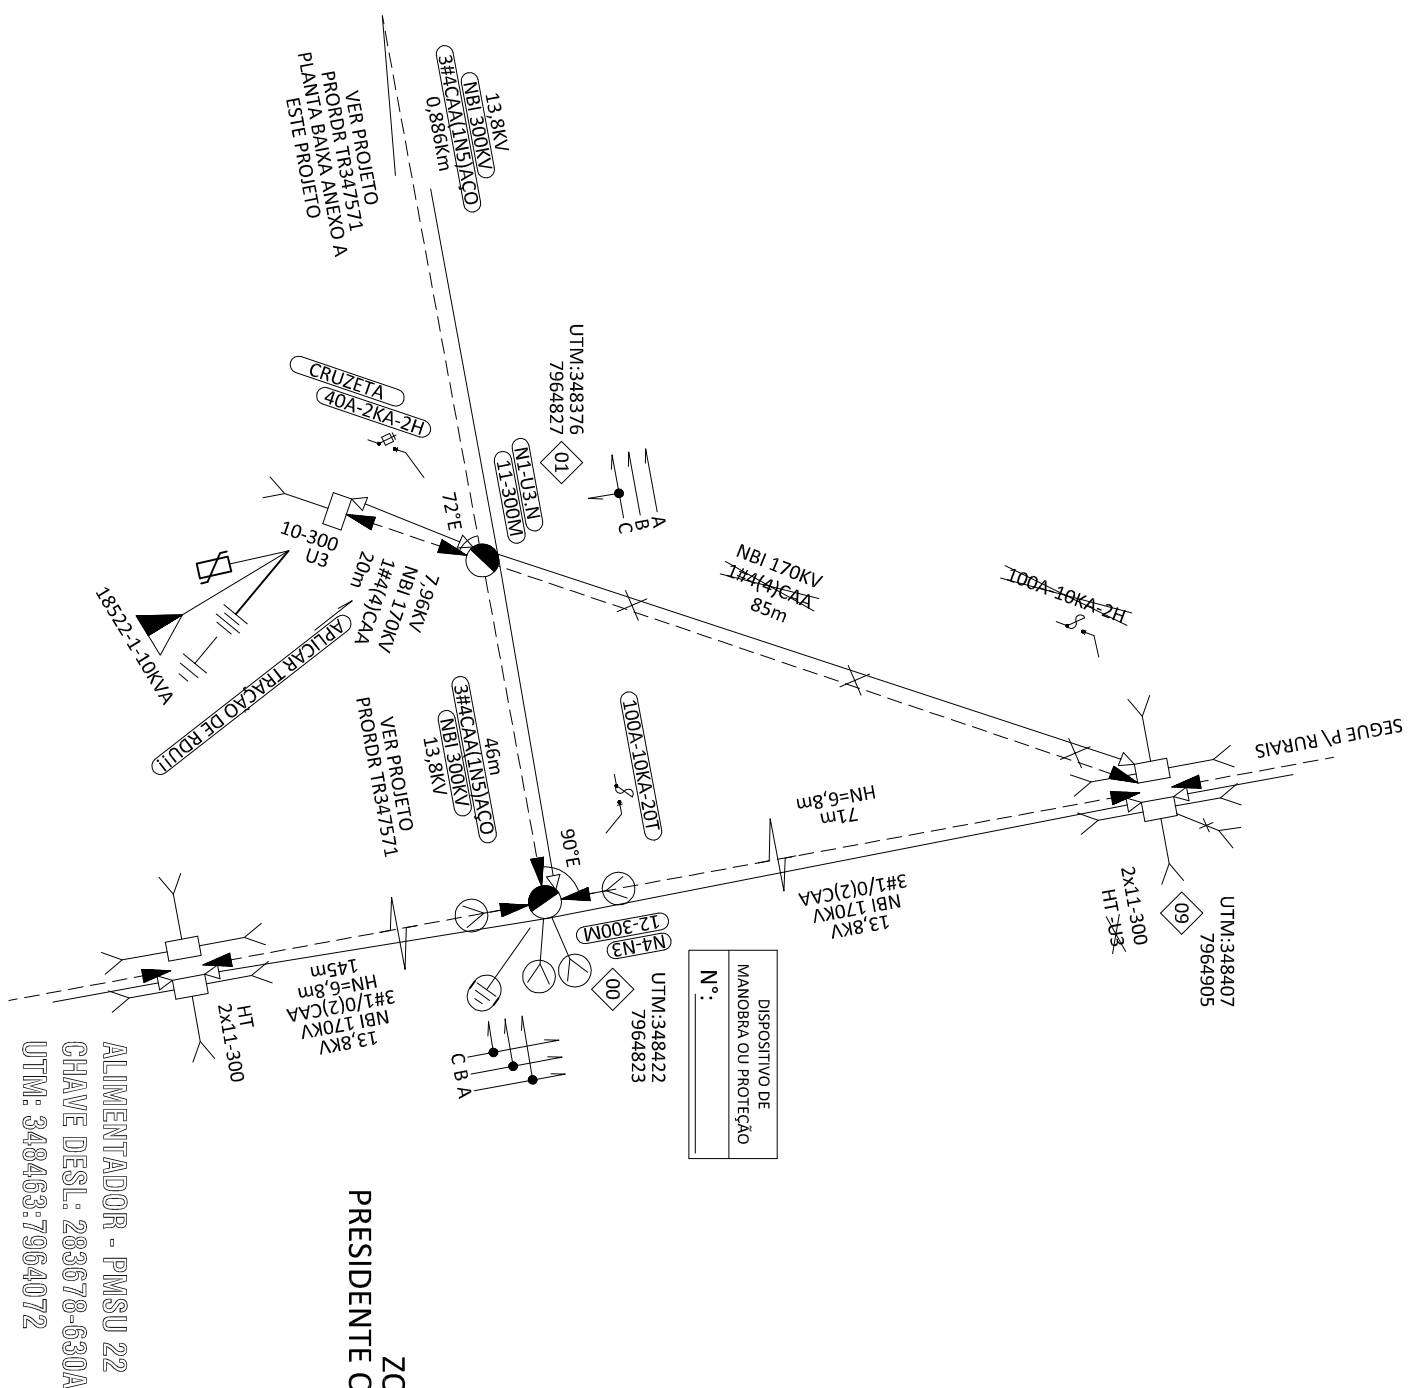 13,8KV
NBI 300KV
3#4CAA(1N5)AÇO
0,886Km
VER PROJETO
PRORDR TR347571
PLANTA BAIXA ANEXO A
ESTE PROJETO
CRUZETA
40A-2KA-2H
UTM:348376
7964827
01
N1-U3.N
11-300M
A
B
C
72°E
10-300
U3
7,96KV
NBI 170KV
1#4(4)CAA
20m
18522-1-10KVA
APLICAR TRAÇÃO DE RDU!!
NBI 170KV
1#4(4)CAA
85m
100A-10KA-2H
SEGUE P\ RURAIS
46m
3#4CAA(1N5)AÇO
NBI 300KV
13,8KV
VER PROJETO
PRORDR TR347571
100A-10KA-20T
90°E
71m
HN=6,8m
13,8KV
NBI 170KV
3#1/0(2)CAA
2x11-300
HT -U3
09
UTM:348407
7964905
N4-N3
12-300M
00
UTM:348422
7964823
C B A
145m
HN=6,8m
3#1/0(2)CAA
NBI 170KV
13,8KV
HT
2x11-300
DISPOSITIVO DE
MANOBRA OU PROTEÇÃO
N°:
ALIMENTADOR - PMSU 22
CHAVE DESL: 283678-630A
UTM: 348463:7964072
ZO
PRESIDENTE O